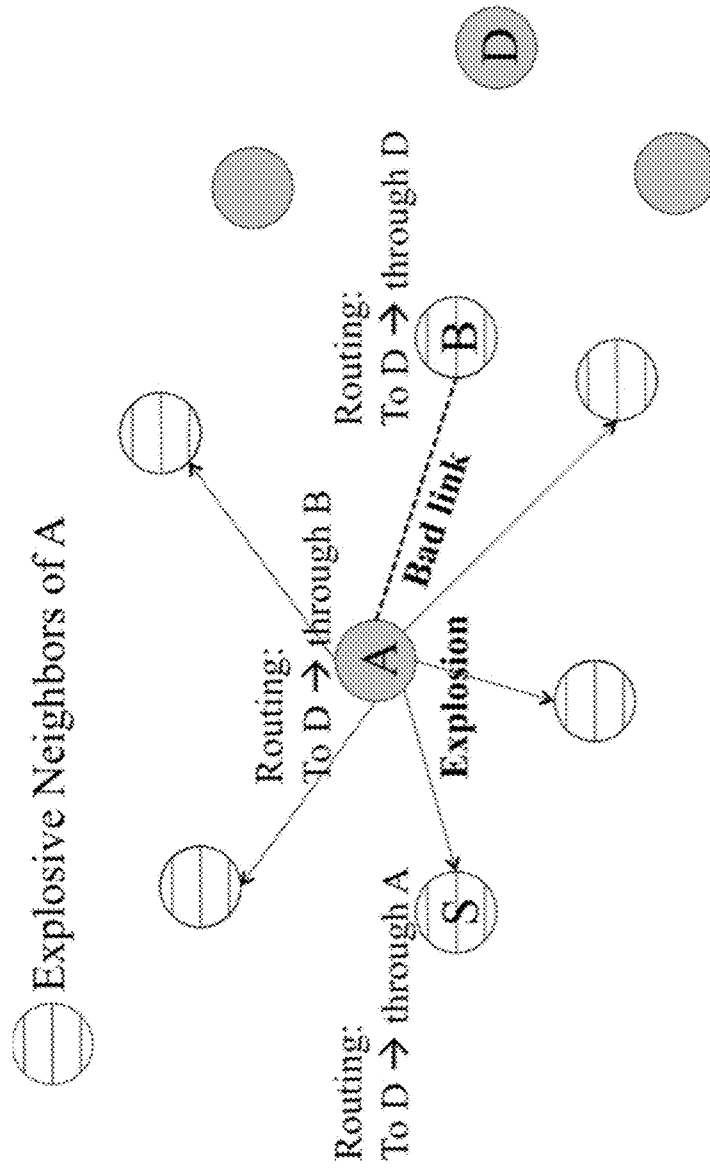 Explosive Neighbors of A
Routing:
To D → through A
S
Routing:
To D → through B
A
Explosion
Bad link
Routing:
To D → through D
B
D